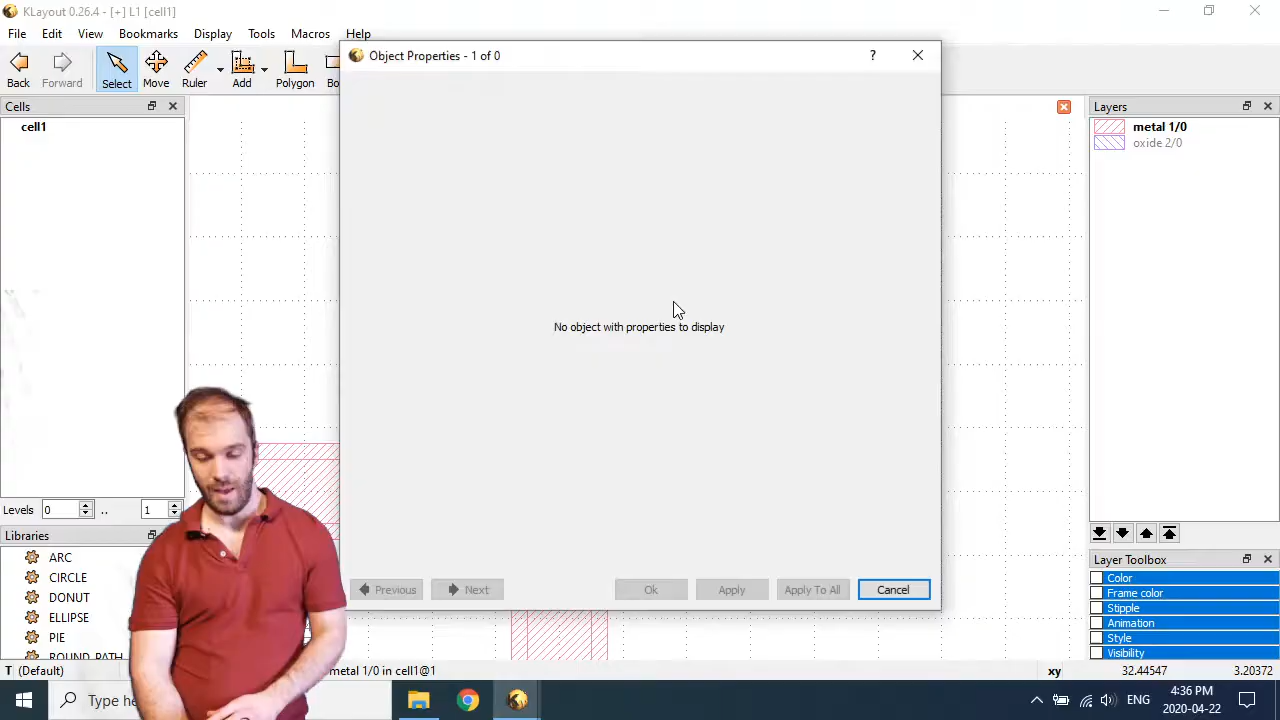 KLayout 0.26.4 - [+] L1 [cell1]
File Edit View Bookmarks Display Tools Macros Help
Back Forward Select Move Ruler Add Polygon
Object Properties - 1 of 0
?
Cells
cell1
Layers
metal 1/0
oxide 2/0
No object with properties to display
Levels 0 .. 1
Libraries
ARC
CIRCLE
DONUT
ELLIPSE
PIE
ROUND_PATH
Previous Next Ok Apply Apply To All Cancel
Layer Toolbox
Color
Frame color
Stipple
Animation
Style
Visibility
T (Default) metal 1/0 in cell1@1 xy 32.44547 3.20372
Type ENG 4:36 PM
2020-04-22